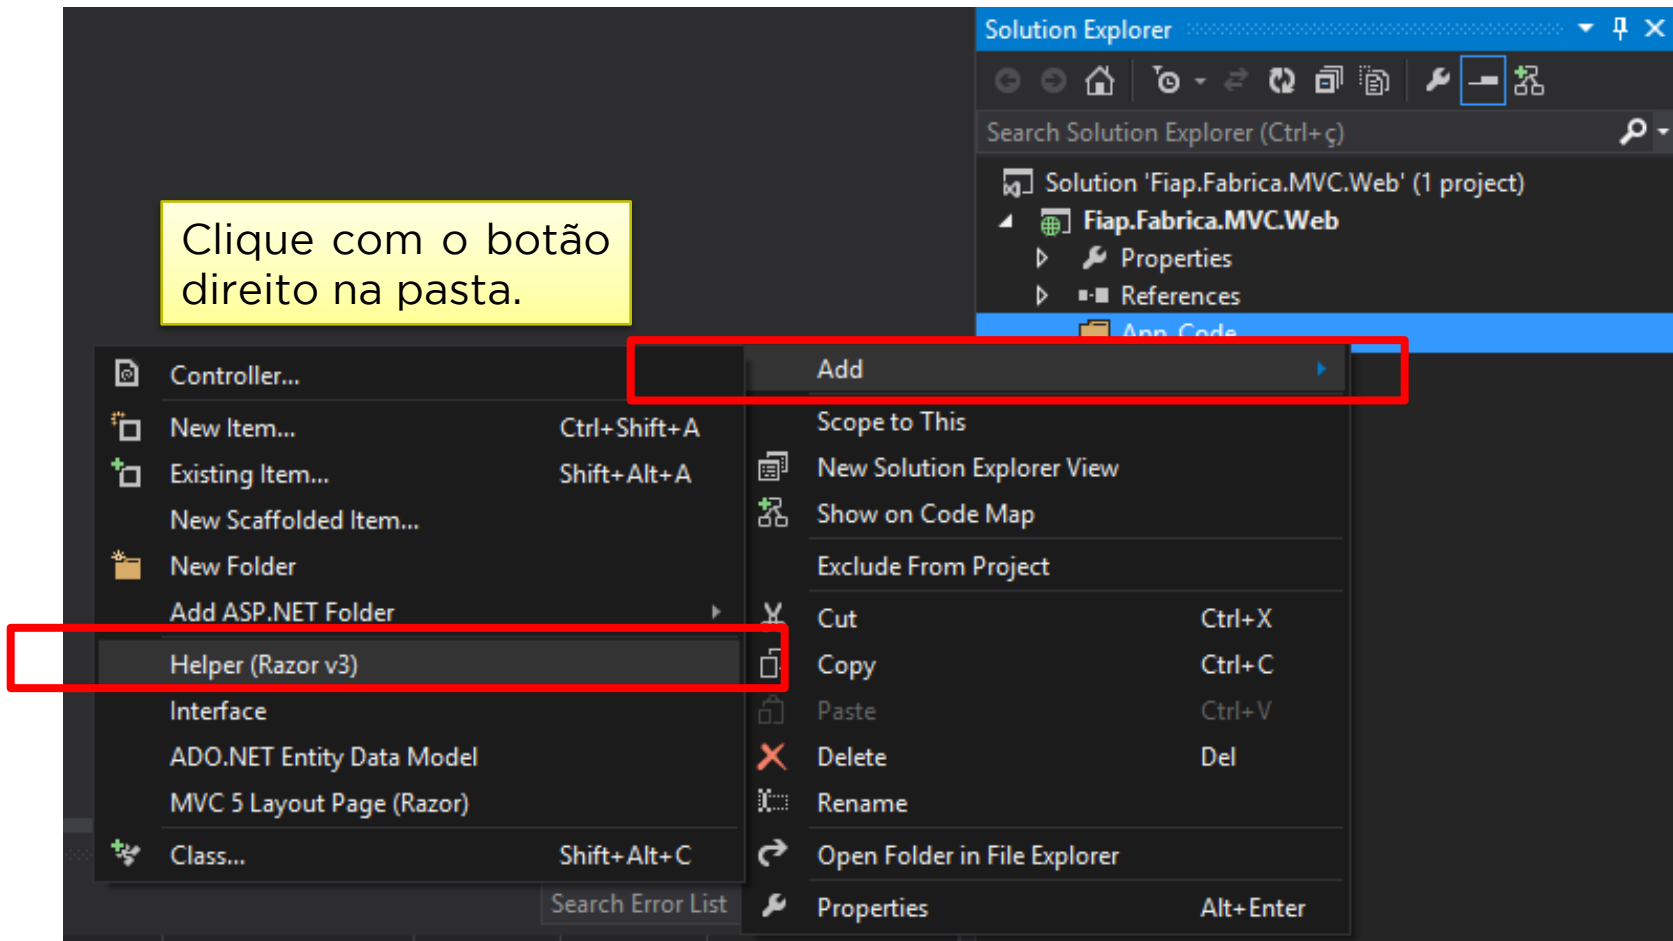 Solution Explorer
Search Solution Explorer (Ctrl+ç)
Solution 'Fiap.Fabrica.MVC.Web' (1 project)
Fiap.Fabrica.MVC.Web
Properties
References
App_Code
Clique com o botão
direito na pasta.
Add
Scope to This
New Solution Explorer View
Show on Code Map
Exclude From Project
Cut Ctrl+X
Copy Ctrl+C
Paste Ctrl+V
Delete Del
Rename
Open Folder in File Explorer
Properties Alt+Enter
Controller...
New Item... Ctrl+Shift+A
Existing Item... Shift+Alt+A
New Scaffolded Item...
New Folder
Add ASP.NET Folder
Helper (Razor v3)
Interface
ADO.NET Entity Data Model
MVC 5 Layout Page (Razor)
Class... Shift+Alt+C
Search Error List